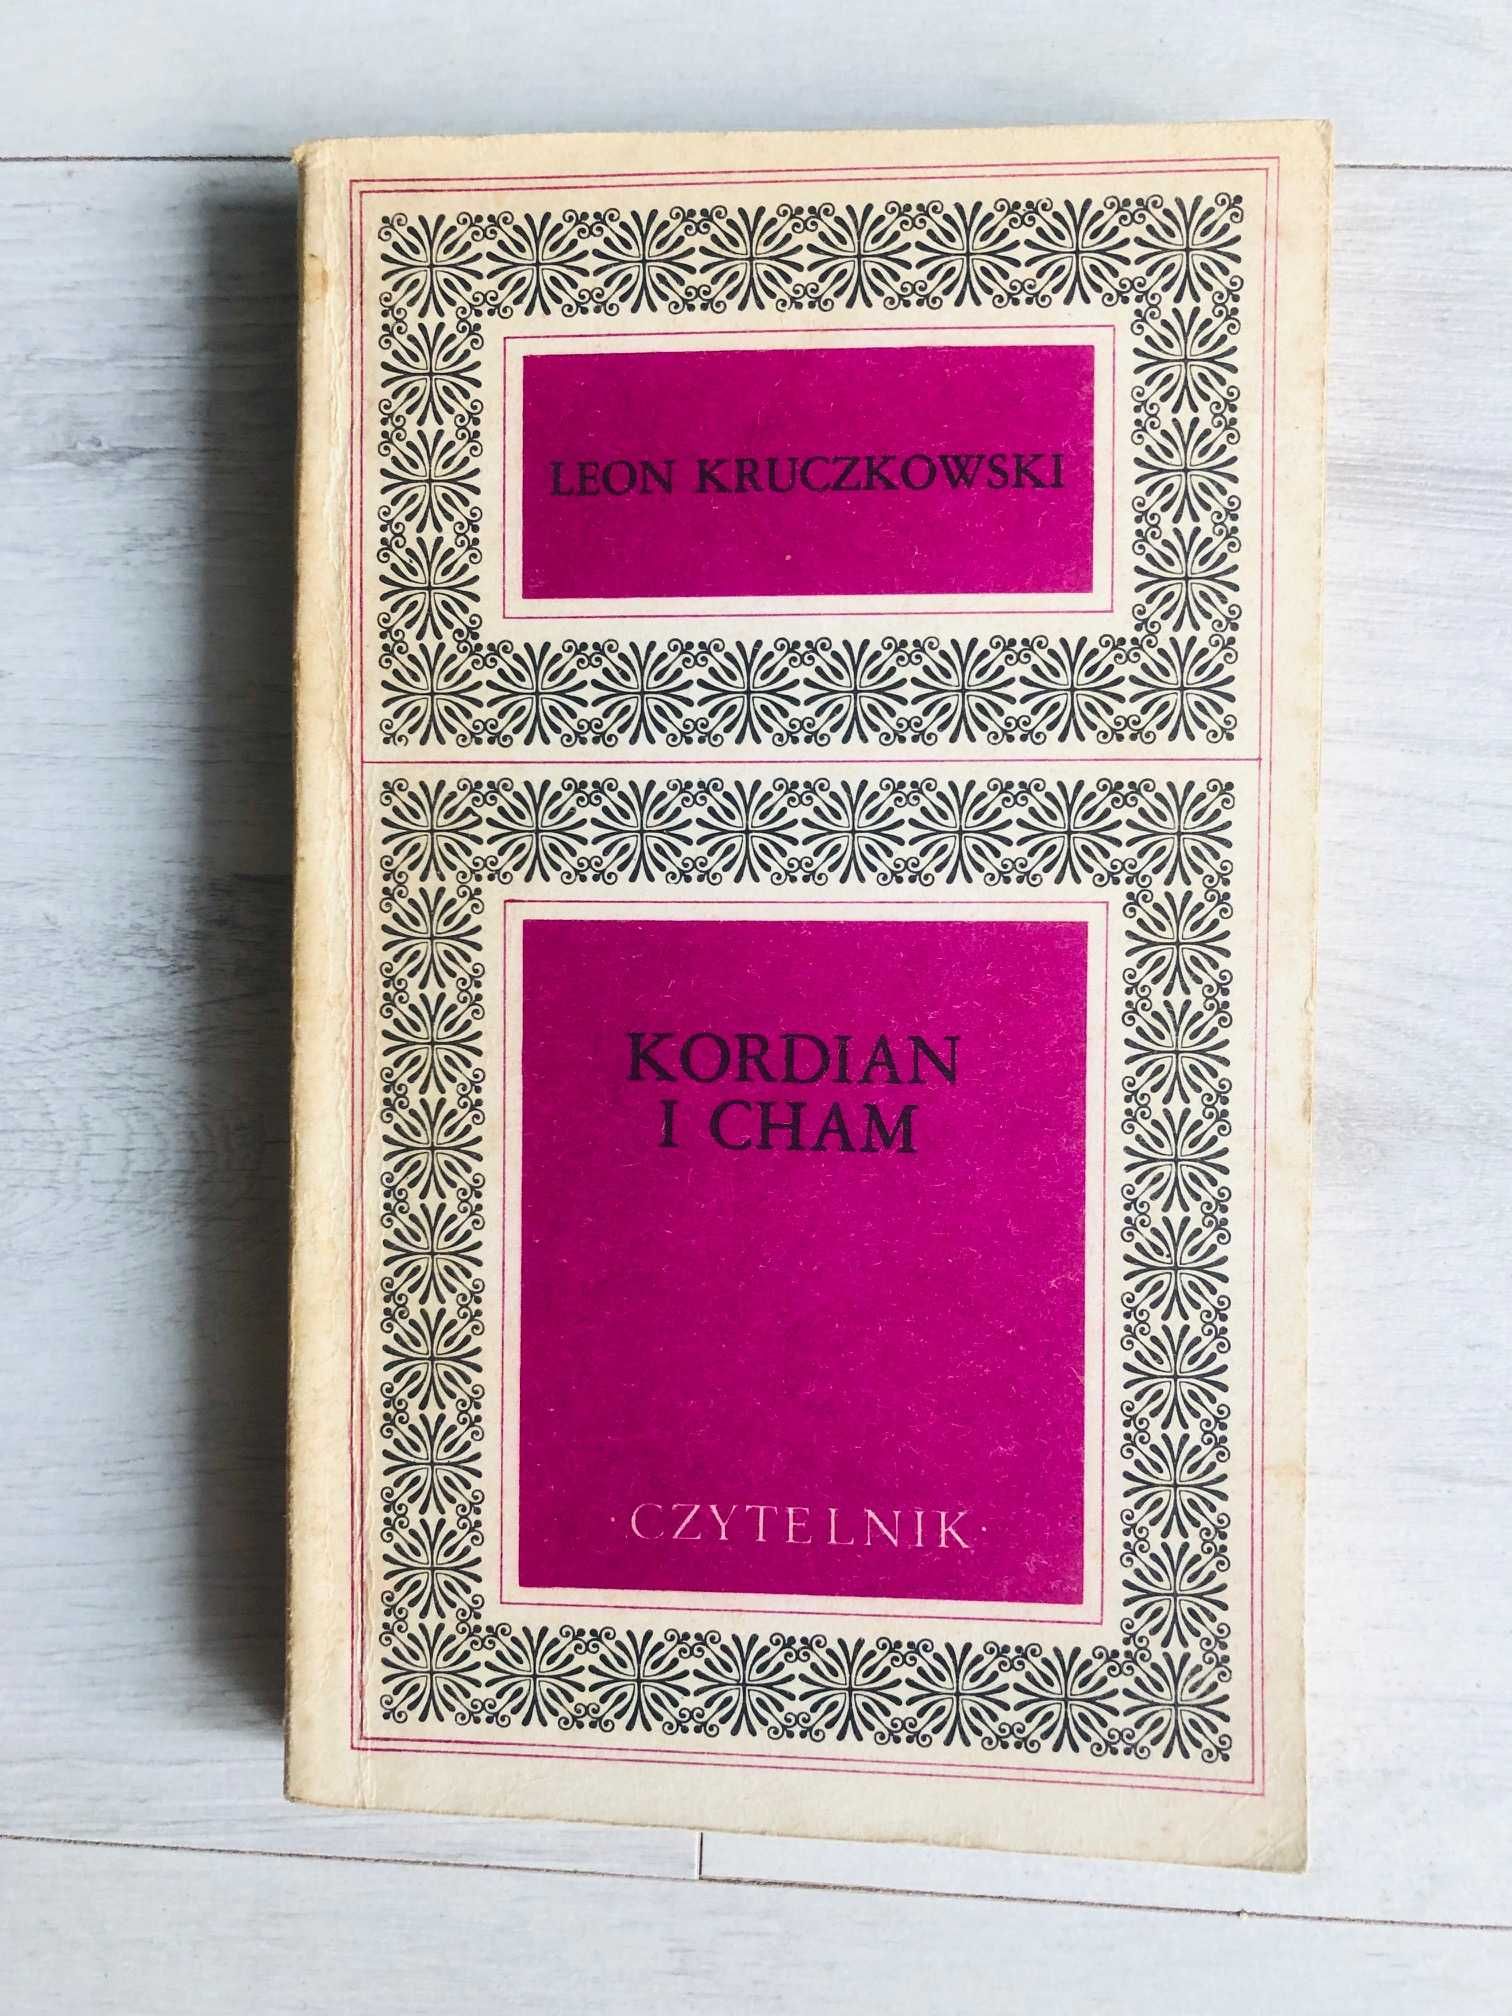 LEON KRUCZKOWSKI
KORDIAN
I CHAM
· CZYTELNIK ·